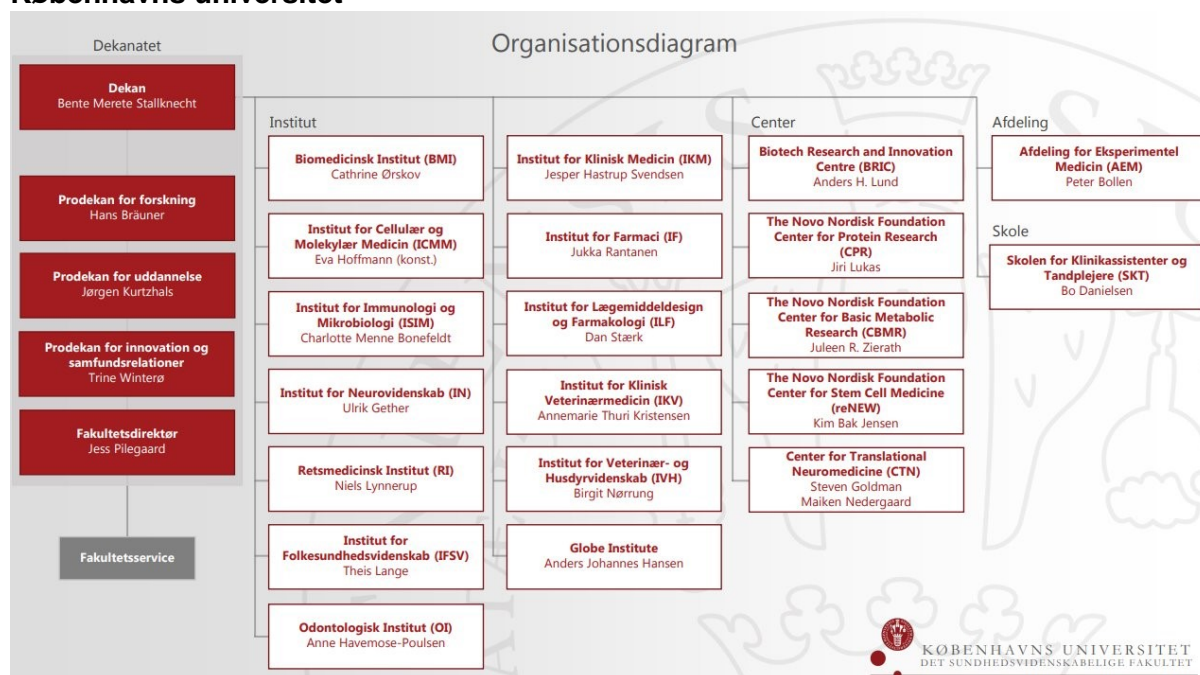 Københavns universitet
Organisationsdiagram
Dekanatet
Dekan
Bente Merete Stallknecht
Prodekan for forskning
Hans Bräuner
Prodekan for uddannelse
Jørgen Kurtzhals
Prodekan for innovation og
samfundsrelationer
Trine Winterø
Fakultetsdirektør
Jess Pilegaard
Fakultetsservice
Institut
Biomedicinsk Institut (BMI)
Cathrine Ørskov
Institut for Cellulær og
Molekylær Medicin (ICMM)
Eva Hoffmann (konst.)
Institut for Immunologi og
Mikrobiologi (ISIM)
Charlotte Menne Bonefeldt
Institut for Neurovidenskab (IN)
Ulrik Gether
Retsmedicinsk Institut (RI)
Niels Lynnerup
Institut for
Folkesundhedsvidenskab (IFSV)
Theis Lange
Odontologisk Institut (OI)
Anne Havemose-Poulsen
Institut for Klinisk Medicin (IKM)
Jesper Hastrup Svendsen
Institut for Farmaci (IF)
Jukka Rantanen
Institut for Lægemiddeldesign
og Farmakologi (ILF)
Dan Stærk
Institut for Klinisk
Veterinærmedicin (IKV)
Annemarie Thuri Kristensen
Institut for Veterinær- og
Husdyrvidenskab (IVH)
Birgit Nørrung
Globe Institute
Anders Johannes Hansen
Center
Biotech Research and Innovation
Centre (BRIC)
Anders H. Lund
The Novo Nordisk Foundation
Center for Protein Research
(CPR)
Jiri Lukas
The Novo Nordisk Foundation
Center for Basic Metabolic
Research (CBMR)
Juleen R. Zierath
The Novo Nordisk Foundation
Center for Stem Cell Medicine
(reNEW)
Kim Bak Jensen
Center for Translational
Neuromedicine (CTN)
Steven Goldman
Maiken Nedergaard
Afdeling
Afdeling for Eksperimentel
Medicin (AEM)
Peter Bollen
Skole
Skolen for Klinikassistenter og
Tandplejere (SKT)
Bo Danielsen
KØBENHAVNS UNIVERSITET
DET SUNDHEDSVIDENSKABELIGE FAKULTET